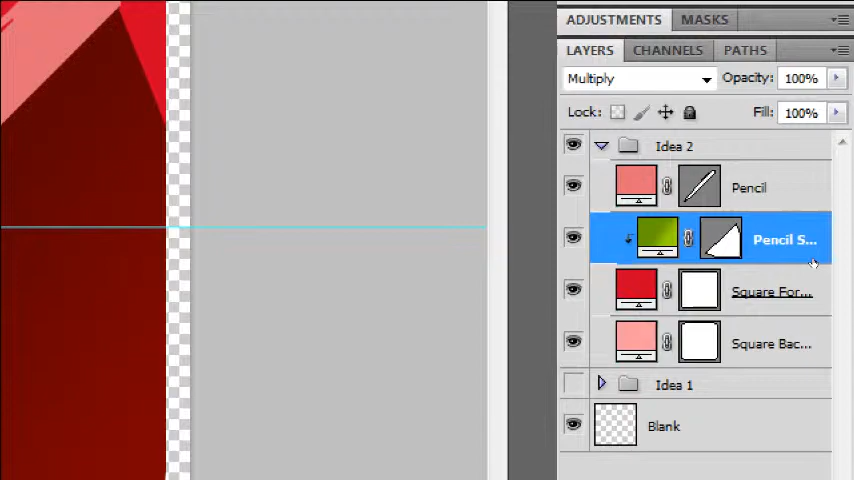 ADJUSTMENTS MASKS
LAYERS CHANNELS PATHS
Multiply Opacity: 100%
Lock: Fill: 100%
Idea 2
Pencil
Pencil S...
Square For...
Square Bac...
Idea 1
Blank